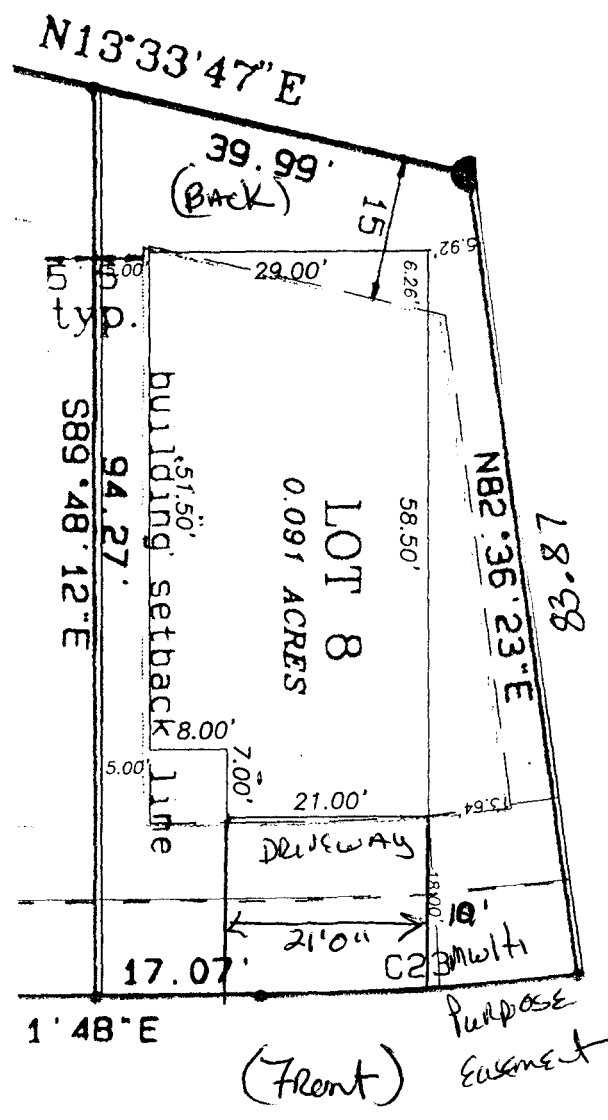 N13°33'47"E
39.99'
(BACK)
15
5.92'
5.00'
29.00'
6.26'
5' typ.
building setback line
51.50'
S89°48'12"E
94.27'
LOT 8
0.091 ACRES
58.50'
N82°36'23"E
83.87
8.00'
7.00'
5.00'
21.00'
13.64'
DRIVEWAY
18.00'
21'0"
10'
Multi
Purpose
Easement
17.07'
C23
1'48"E
(Front)